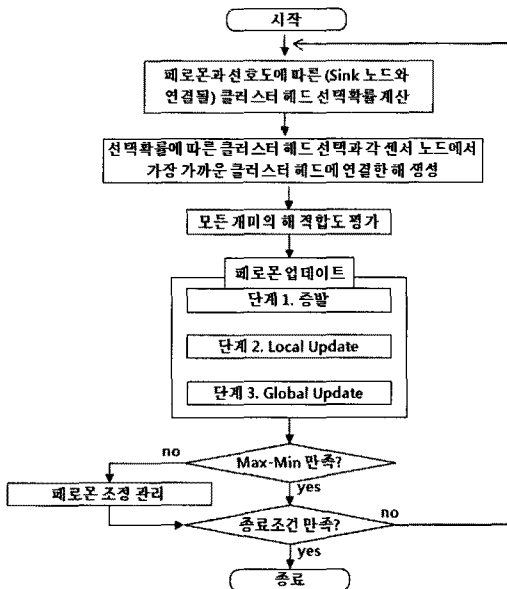 시작
페로몬과 선호도에 따른 (Sink 노드와
연결될) 클러스터 헤드 선택확률 계산
선택확률에 따른 클러스터 헤드 선택과 각 센서 노드에서
가장 가까운 클러스터 헤드에 연결한 해 생성
모든 개미의 해 적합도 평가
페로몬 업데이트
단계 1. 증발
단계 2. Local Update
단계 3. Global Update
Max-Min 만족?
no
yes
페로몬 조정 관리
종료조건 만족?
no
yes
종료